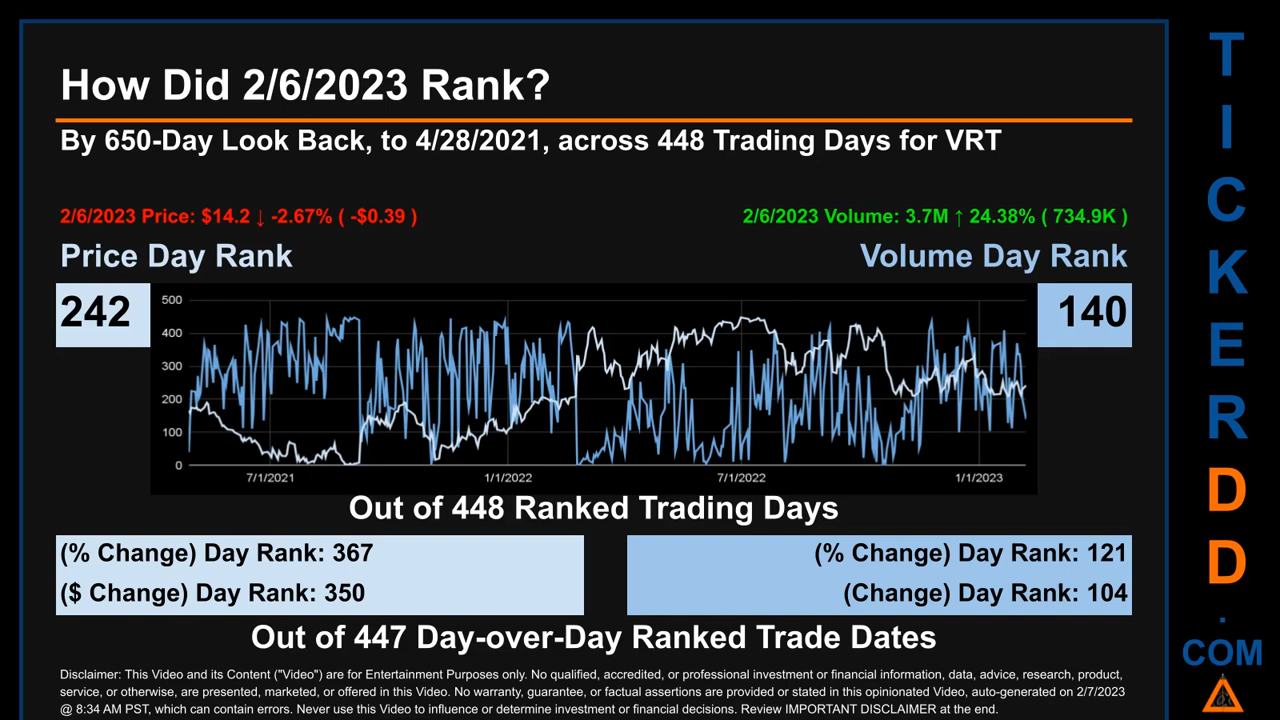 How Did 2/6/2023 Rank?
By 650-Day Look Back, to 4/28/2021, across 448 Trading Days for VRT
2/6/2023 Price: $14.2 ↓ -2.67% ( -$0.39 )
2/6/2023 Volume: 3.7M ↑ 24.38% ( 734.9K )
Price Day Rank
Volume Day Rank
242
140
500
400
300
200
100
0
7/1/2021
1/1/2022
7/1/2022
1/1/2023
Out of 448 Ranked Trading Days
(% Change) Day Rank: 367
($ Change) Day Rank: 350
(% Change) Day Rank: 121
(Change) Day Rank: 104
Out of 447 Day-over-Day Ranked Trade Dates
Disclaimer: This Video and its Content ("Video") are for Entertainment Purposes only. No qualified, accredited, or professional investment or financial information, data, advice, research, product,
service, or otherwise, are presented, marketed, or offered in this Video. No warranty, guarantee, or factual assertions are provided or stated in this opinionated Video, auto-generated on 2/7/2023
@ 8:34 AM PST, which can contain errors. Never use this Video to influence or determine investment or financial decisions. Review IMPORTANT DISCLAIMER at the end.
T
I
C
K
E
R
D
D
.
COM